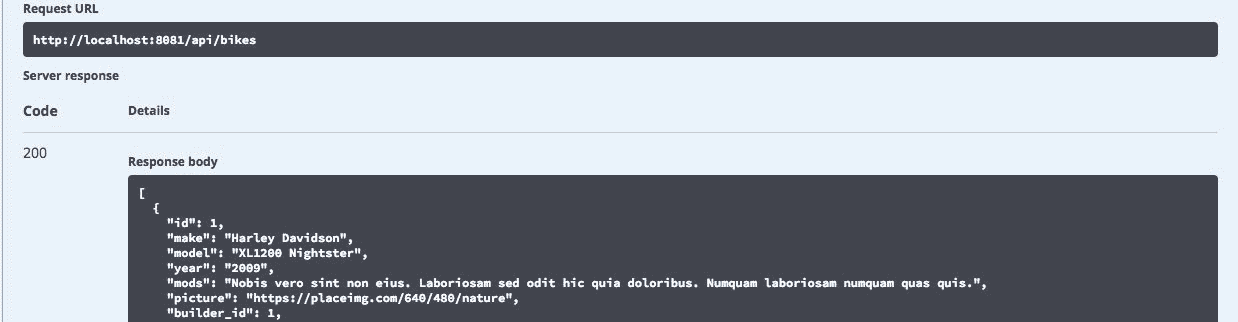 Request URL
http://localhost:8081/api/bikes
Server response
Code Details
200
Response body
[
{
"id": 1,
"make": "Harley Davidson",
"model": "XL1200 Nightster",
"year": "2009",
"mods": "Nobis vero sint non eius. Laboriosam sed odit hic quia doloribus. Numquam laboriosam numquam quas quis.",
"picture": "https://placeimg.com/640/480/nature",
"builder_id": 1,